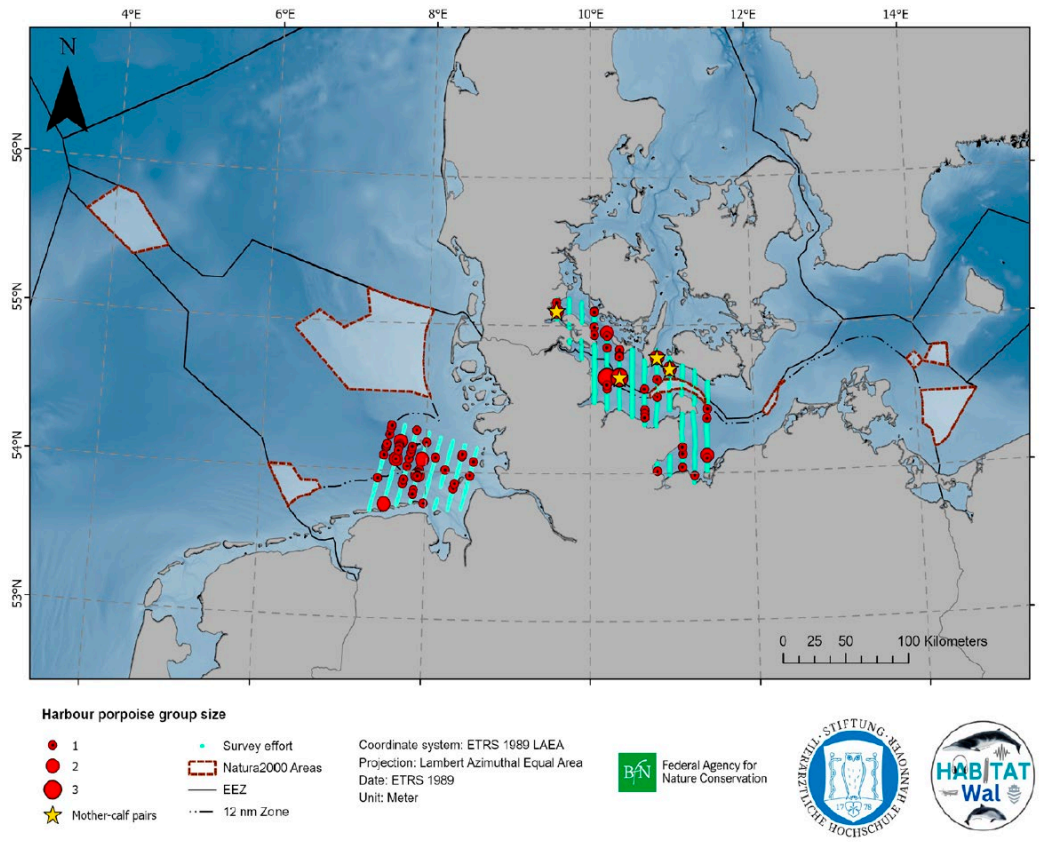 4°E 6°E 8°E 10°E 12°E 14°E
N
56°N
55°N
54°N
53°N
0 25 50 100 Kilometers
Harbour porpoise group size
1
2
3
Mother-calf pairs
Survey effort
Natura2000 Areas
EEZ
12 nm Zone
Coordinate system: ETRS 1989 LAEA
Projection: Lambert Azimuthal Equal Area
Date: ETRS 1989
Unit: Meter
BfN
Federal Agency for
Nature Conservation
STIFTUNG
TIERÄRZTLICHE HOCHSCHULE HANNOVER
1778
HABITAT
Wal